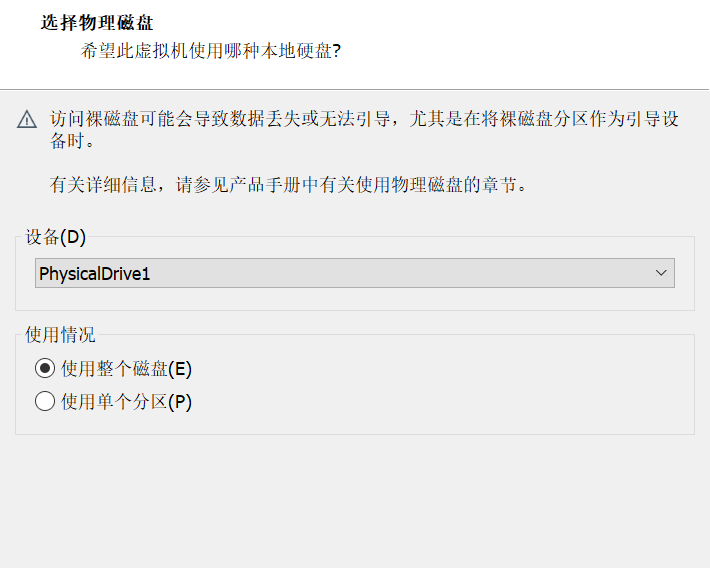 选择物理磁盘
希望此虚拟机使用哪种本地硬盘?
访问裸磁盘可能会导致数据丢失或无法引导，尤其是在将裸磁盘分区作为引导设
备时。
有关详细信息，请参见产品手册中有关使用物理磁盘的章节。
设备(D)
PhysicalDrive1
使用情况
使用整个磁盘(E)
使用单个分区(P)